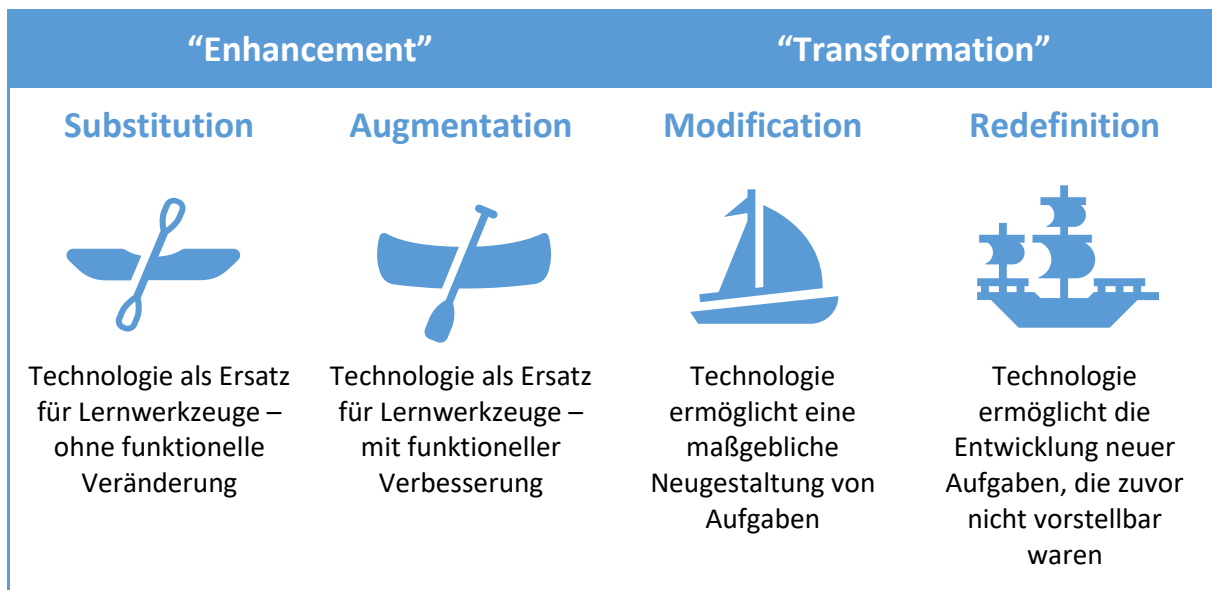 “Enhancement”
“Transformation”
Substitution
Augmentation
Modification
Redefinition
Technologie als Ersatz
für Lernwerkzeuge –
ohne funktionelle
Veränderung
Technologie als Ersatz
für Lernwerkzeuge –
mit funktioneller
Verbesserung
Technologie
ermöglicht eine
maßgebliche
Neugestaltung von
Aufgaben
Technologie
ermöglicht die
Entwicklung neuer
Aufgaben, die zuvor
nicht vorstellbar
waren